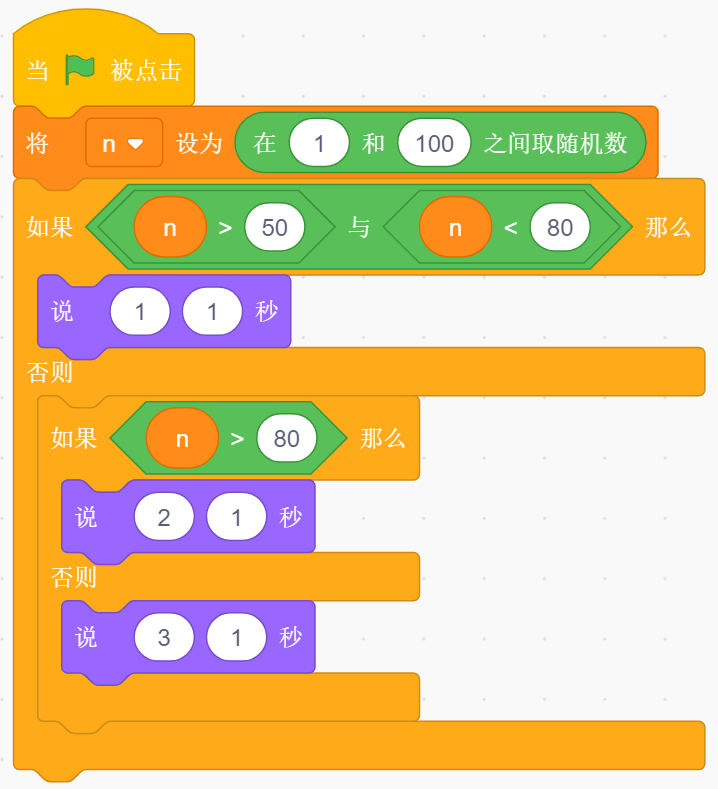 当 被点击
将 n 设为 在 1 和 100 之间取随机数
如果 n > 50 与 n < 80 那么
说 1 1 秒
否则
如果 n > 80 那么
说 2 1 秒
否则
说 3 1 秒